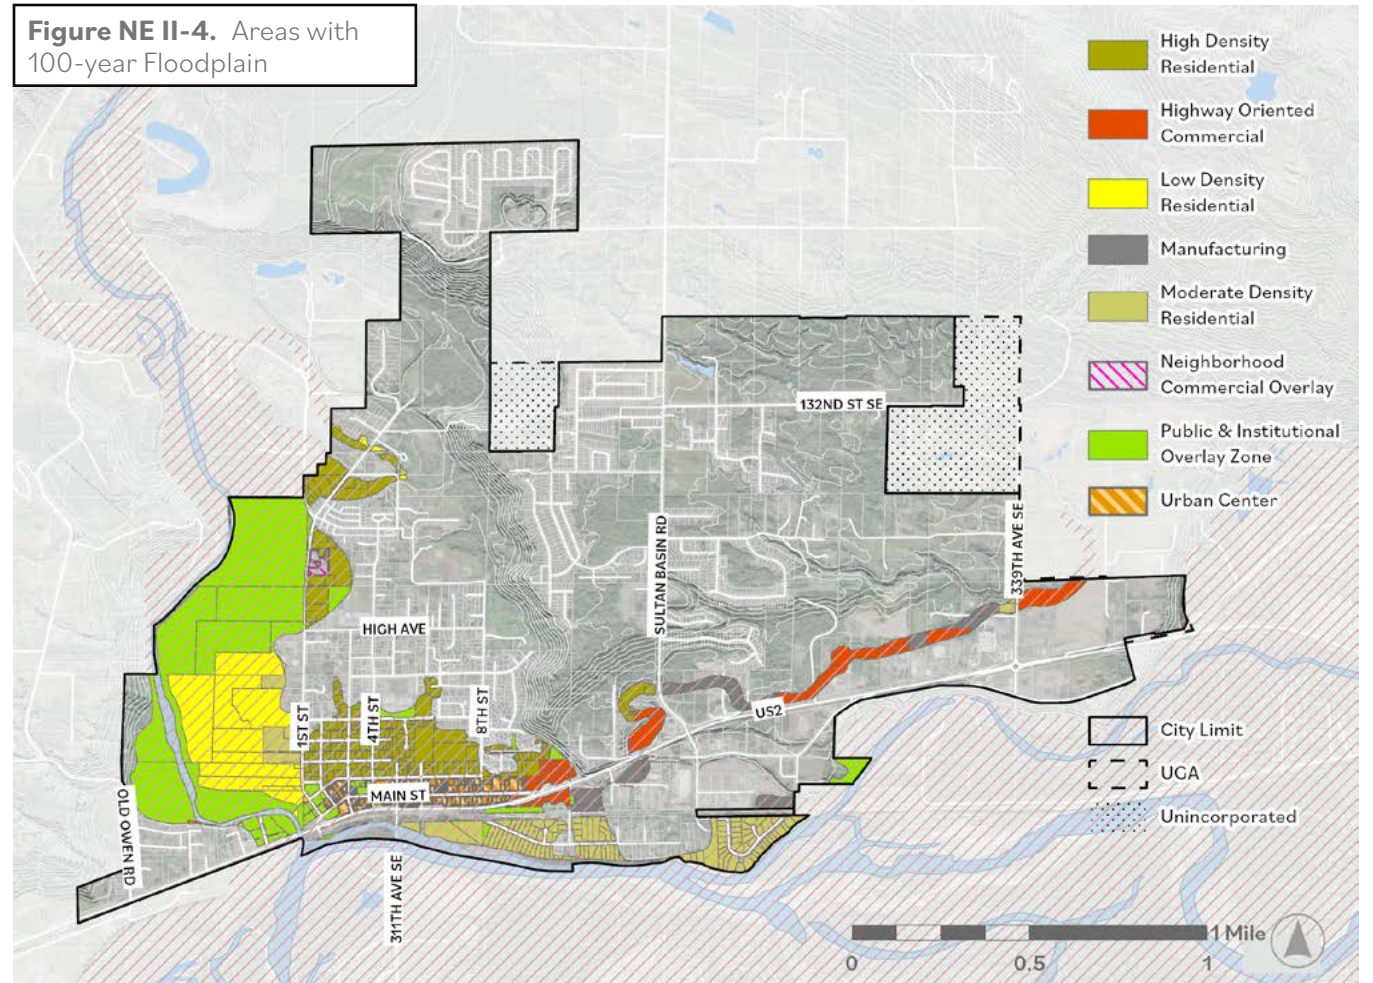 Figure NE II-4. Areas with
100-year Floodplain
High Density
Residential
Highway Oriented
Commercial
Low Density
Residential
Manufacturing
Moderate Density
Residential
Neighborhood
Commercial Overlay
Public & Institutional
Overlay Zone
Urban Center
132ND ST SE
SULTAN BASIN RD
339TH AVE SE
HIGH AVE
1ST ST
4TH ST
8TH ST
US2
MAIN ST
OLD OWEN RD
311TH AVE SE
City Limit
UGA
Unincorporated
1 Mile
0
0.5
1